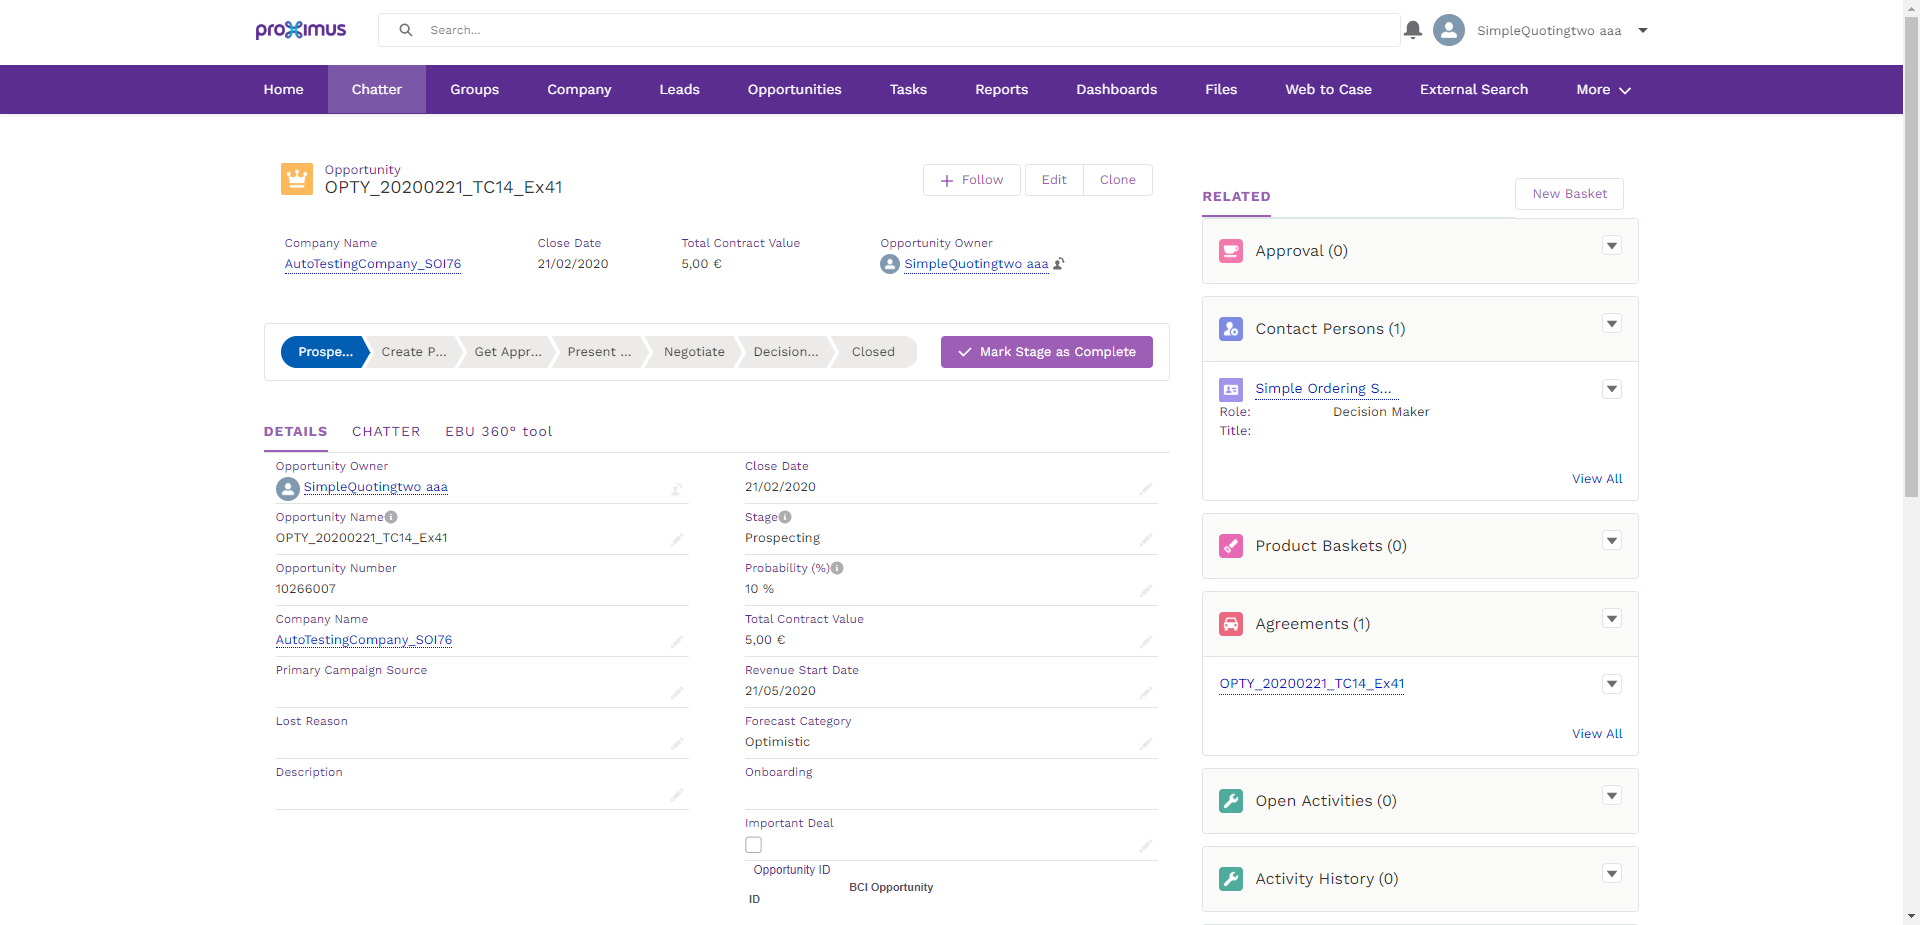 proximus
Search...
SimpleQuotingtwo aaa
Home Chatter Groups Company Leads Opportunities Tasks Reports Dashboards Files Web to Case External Search More
Opportunity
OPTY_20200221_TC14_Ex41
Follow Edit Clone
Company Name Close Date Total Contract Value Opportunity Owner
AutoTestingCompany_SOI76 21/02/2020 5,00 € SimpleQuotingtwo aaa
Prospe... Create P... Get Appr... Present ... Negotiate Decision... Closed Mark Stage as Complete
DETAILS CHATTER EBU 360° tool
Opportunity Owner
SimpleQuotingtwo aaa
Opportunity Name
OPTY_20200221_TC14_Ex41
Opportunity Number
10266007
Company Name
AutoTestingCompany_SOI76
Primary Campaign Source
Lost Reason
Description
Close Date
21/02/2020
Stage
Prospecting
Probability (%)
10 %
Total Contract Value
5,00 €
Revenue Start Date
21/05/2020
Forecast Category
Optimistic
Onboarding
Important Deal
Opportunity ID
BCI Opportunity
ID
RELATED New Basket
Approval (0)
Contact Persons (1)
Simple Ordering S...
Role: Decision Maker
Title:
View All
Product Baskets (0)
Agreements (1)
OPTY_20200221_TC14_Ex41
View All
Open Activities (0)
Activity History (0)